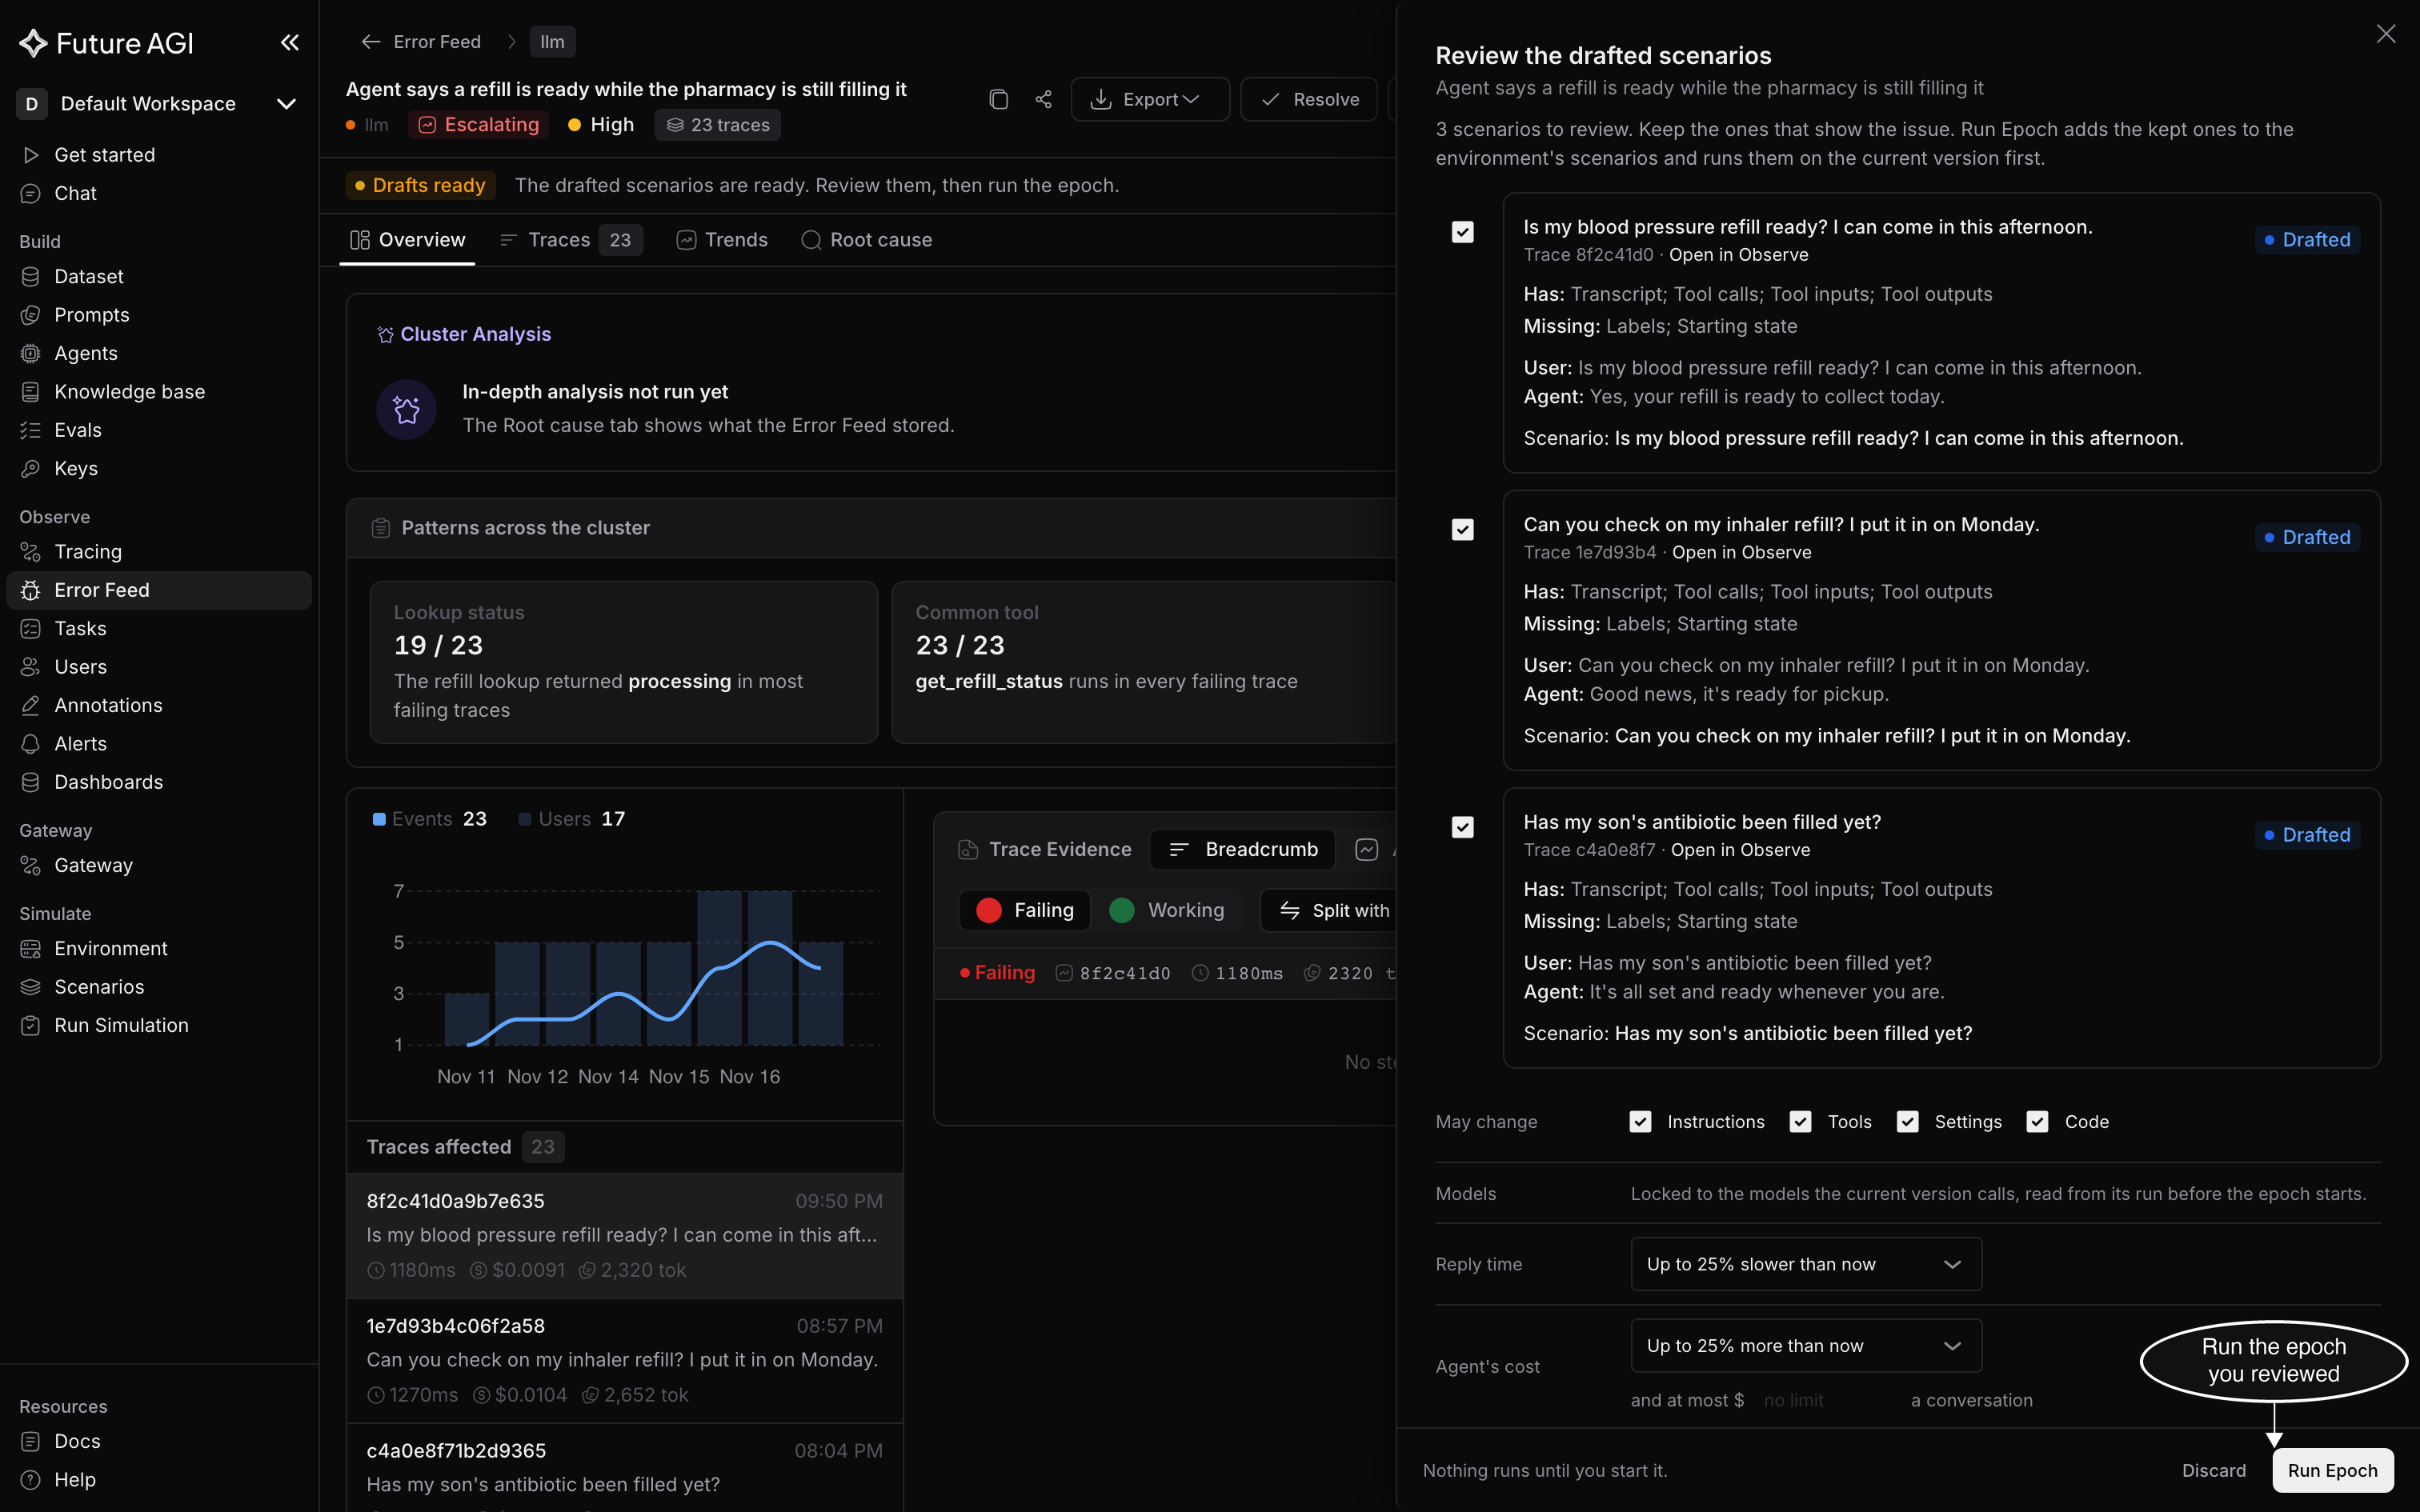 Future AGI
D Default Workspace
Get started
Chat
Build
Dataset
Prompts
Agents
Knowledge base
Evals
Keys
Observe
Tracing
Error Feed
Tasks
Users
Annotations
Alerts
Dashboards
Gateway
Gateway
Simulate
Environment
Scenarios
Run Simulation
Resources
Docs
Help
Error Feed llm
Agent says a refill is ready while the pharmacy is still filling it
llm Escalating High 23 traces
Export Resolve
Drafts ready The drafted scenarios are ready. Review them, then run the epoch.
Overview Traces 23 Trends Root cause
Cluster Analysis
In-depth analysis not run yet
The Root cause tab shows what the Error Feed stored.
Patterns across the cluster
Lookup status
19 / 23
The refill lookup returned processing in most
failing traces
Common tool
23 / 23
get_refill_status runs in every failing trace
Events 23 Users 17
7
5
3
1
Nov 11 Nov 12 Nov 14 Nov 15 Nov 16
Traces affected 23
8f2c41d0a9b7e635 09:50 PM
Is my blood pressure refill ready? I can come in this aft...
1180ms $0.0091 2,320 tok
1e7d93b4c06f2a58 08:57 PM
Can you check on my inhaler refill? I put it in on Monday.
1270ms $0.0104 2,652 tok
c4a0e8f71b2d9365 08:04 PM
Has my son's antibiotic been filled yet?
Trace Evidence Breadcrumb
Failing Working Split with
Failing 8f2c41d0 1180ms 2320 t
No ste
Review the drafted scenarios
Agent says a refill is ready while the pharmacy is still filling it
3 scenarios to review. Keep the ones that show the issue. Run Epoch adds the kept ones to the
environment's scenarios and runs them on the current version first.
Is my blood pressure refill ready? I can come in this afternoon.
Drafted
Trace 8f2c41d0 · Open in Observe
Has: Transcript; Tool calls; Tool inputs; Tool outputs
Missing: Labels; Starting state
User: Is my blood pressure refill ready? I can come in this afternoon.
Agent: Yes, your refill is ready to collect today.
Scenario: Is my blood pressure refill ready? I can come in this afternoon.
Can you check on my inhaler refill? I put it in on Monday.
Drafted
Trace 1e7d93b4 · Open in Observe
Has: Transcript; Tool calls; Tool inputs; Tool outputs
Missing: Labels; Starting state
User: Can you check on my inhaler refill? I put it in on Monday.
Agent: Good news, it's ready for pickup.
Scenario: Can you check on my inhaler refill? I put it in on Monday.
Has my son's antibiotic been filled yet?
Drafted
Trace c4a0e8f7 · Open in Observe
Has: Transcript; Tool calls; Tool inputs; Tool outputs
Missing: Labels; Starting state
User: Has my son's antibiotic been filled yet?
Agent: It's all set and ready whenever you are.
Scenario: Has my son's antibiotic been filled yet?
May change Instructions Tools Settings Code
Models Locked to the models the current version calls, read from its run before the epoch starts.
Reply time Up to 25% slower than now
Agent's cost Up to 25% more than now
and at most $ no limit a conversation
Run the epoch
you reviewed
Nothing runs until you start it.
Discard Run Epoch